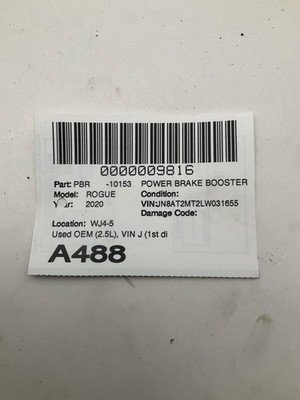 0000009816
Part: PBR -10153 POWER BRAKE BOOSTER
Model: ROGUE Condition:
Year: 2020 VIN:JN8AT2MT2LW031655
Damage Code:
Location: WJ4-5
Used OEM (2.5L), VIN J (1st di
A488